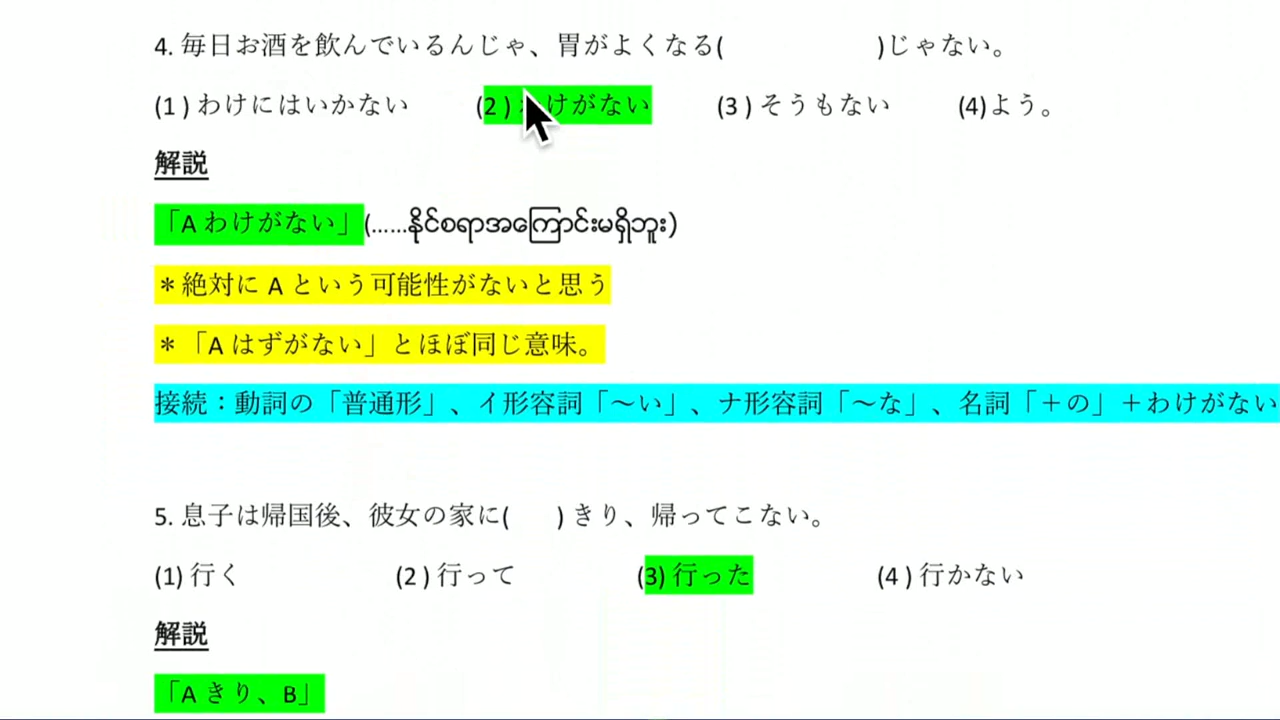 4. 毎日お酒を飲んでいるんじゃ、胃がよくなる( )じゃない。
(1 ) わけにはいかない (2 ) わけがない (3 ) そうもない (4)よう。
解説
「A わけがない」(......နိုင်စရာအကြောင်းမရှိဘူး)
＊絶対に A という可能性がないと思う
＊「A はずがない」とほぼ同じ意味。
接続：動詞の「普通形」、イ形容詞「～い」、ナ形容詞「～な」、名詞「＋の」＋わけがない
5. 息子は帰国後、彼女の家に( ) きり、帰ってこない。
(1) 行く (2 ) 行って (3) 行った (4 ) 行かない
解説
「A きり、B」